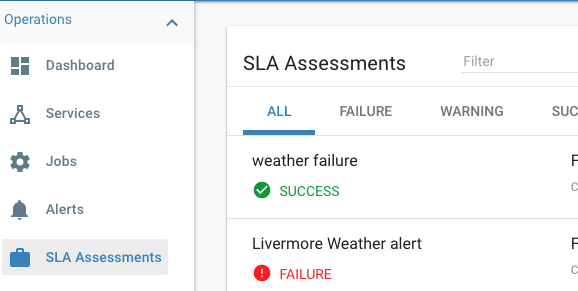 Operations
Dashboard
Services
Jobs
Alerts
SLA Assessments
SLA Assessments
Filter
ALL FAILURE WARNING SUC
weather failure
SUCCESS
Livermore Weather alert
FAILURE